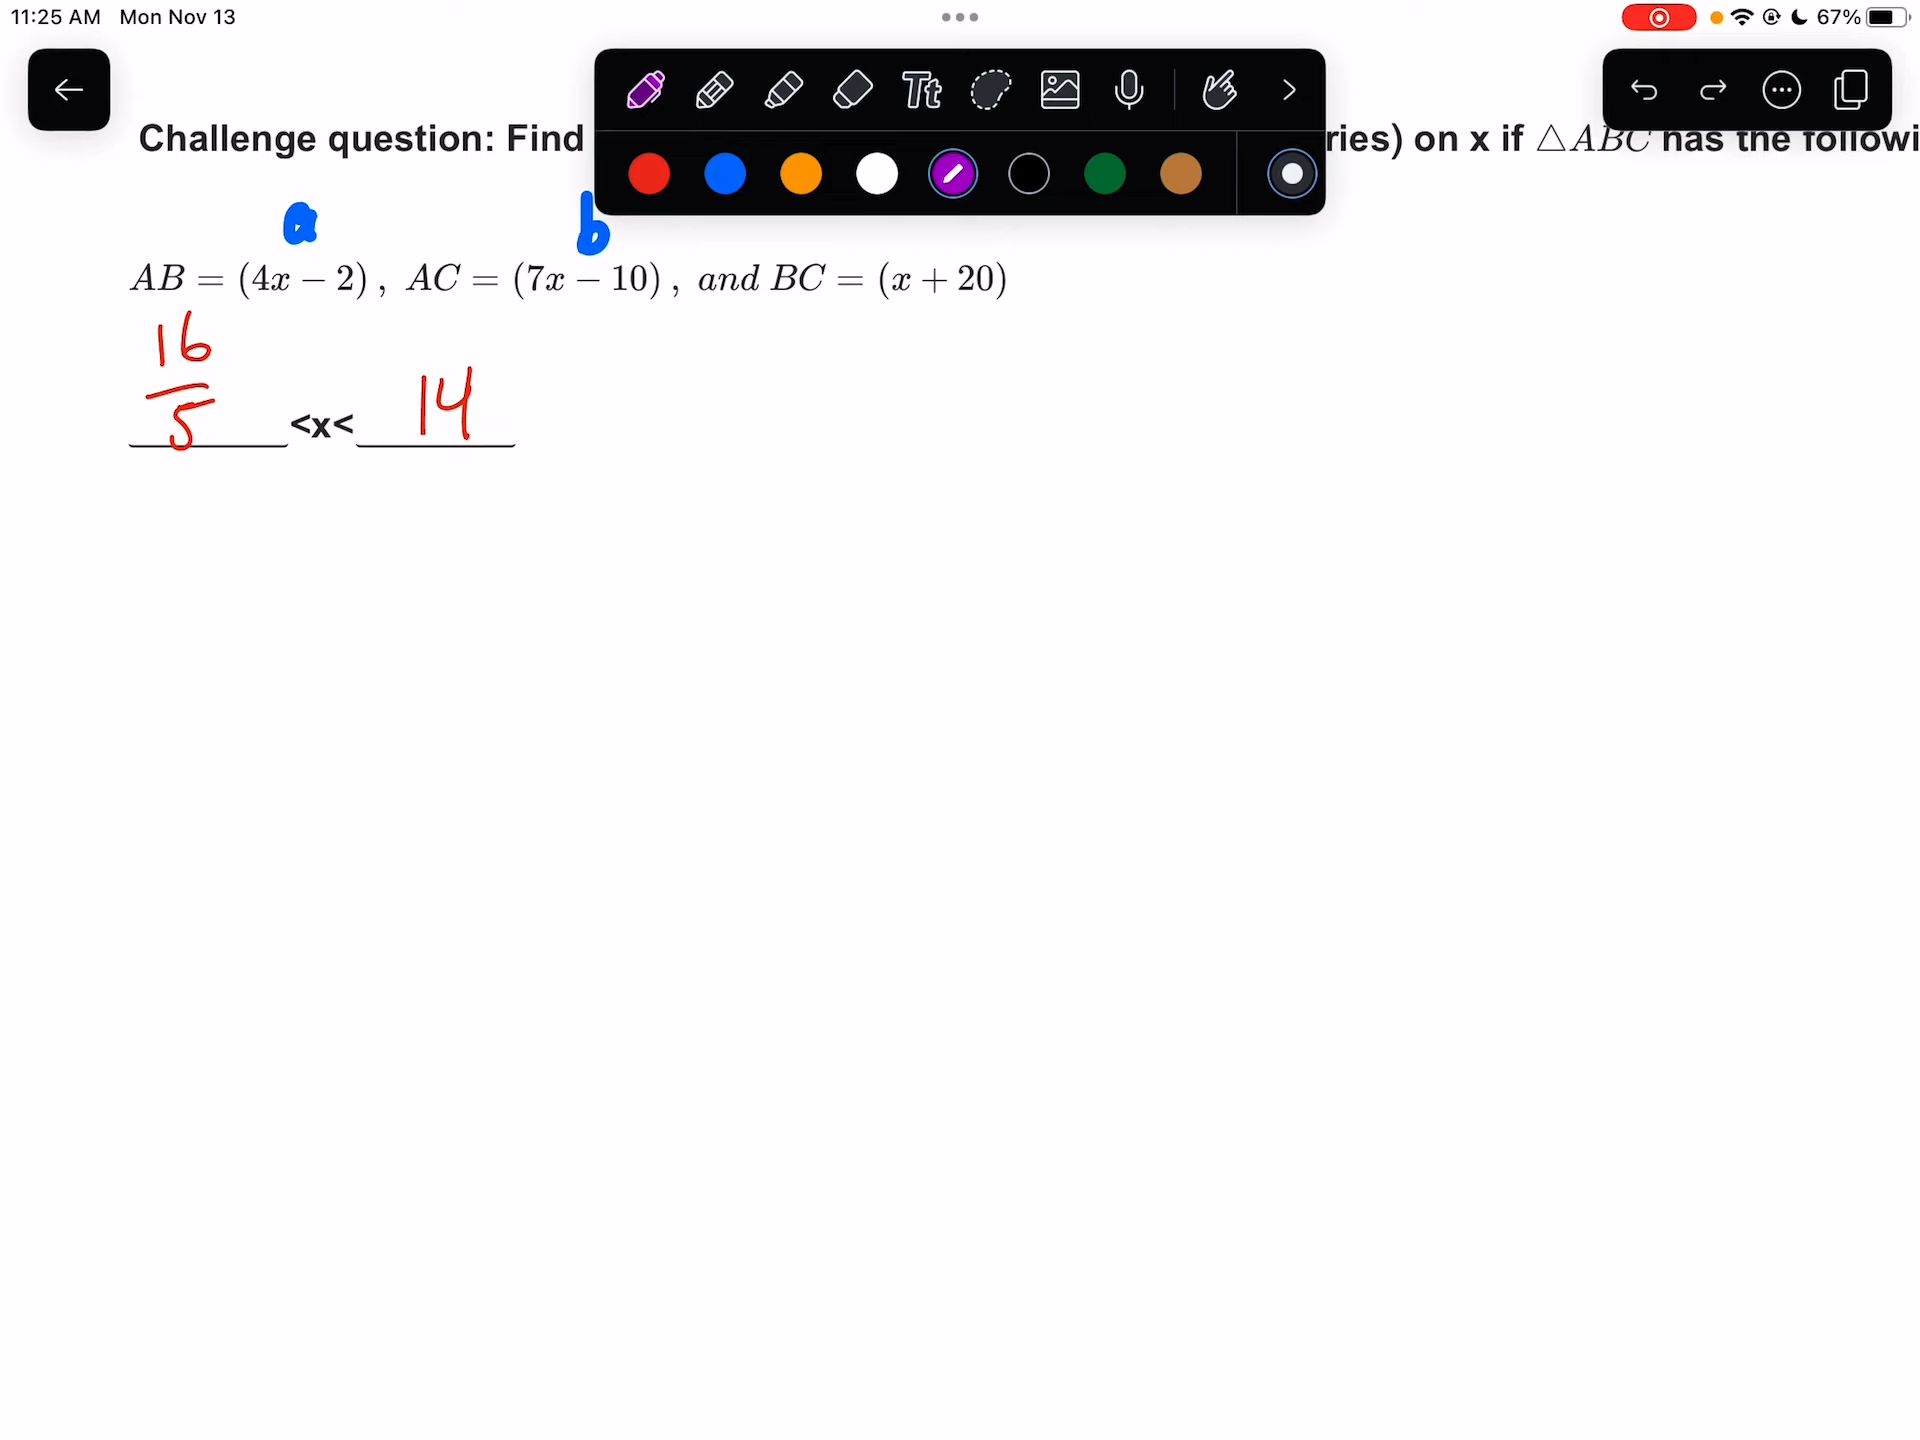 11:25 AM Mon Nov 13
67%
Tt
Challenge question: Find ries) on x if △ABC has the followi
a b
AB = (4x − 2), AC = (7x − 10), and BC = (x + 20)
16
5 <x< 14